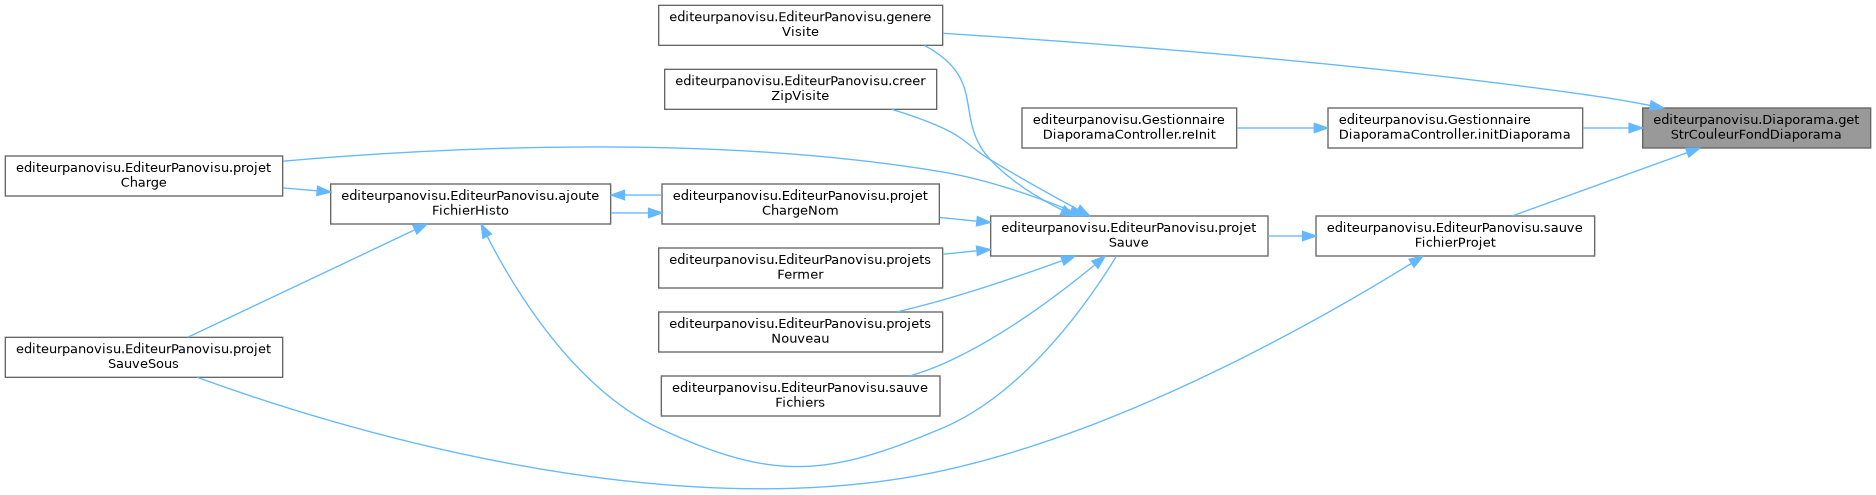 editeurpanovisu.EditeurPanovisu.genere
Visite
editeurpanovisu.EditeurPanovisu.creer
ZipVisite
editeurpanovisu.Gestionnaire
DiaporamaController.reInit
editeurpanovisu.Gestionnaire
DiaporamaController.initDiaporama
editeurpanovisu.Diaporama.get
StrCouleurFondDiaporama
editeurpanovisu.EditeurPanovisu.projet
Charge
editeurpanovisu.EditeurPanovisu.ajoute
FichierHisto
editeurpanovisu.EditeurPanovisu.projet
ChargeNom
editeurpanovisu.EditeurPanovisu.projet
Sauve
editeurpanovisu.EditeurPanovisu.sauve
FichierProjet
editeurpanovisu.EditeurPanovisu.projets
Fermer
editeurpanovisu.EditeurPanovisu.projets
Nouveau
editeurpanovisu.EditeurPanovisu.projet
SauveSous
editeurpanovisu.EditeurPanovisu.sauve
Fichiers